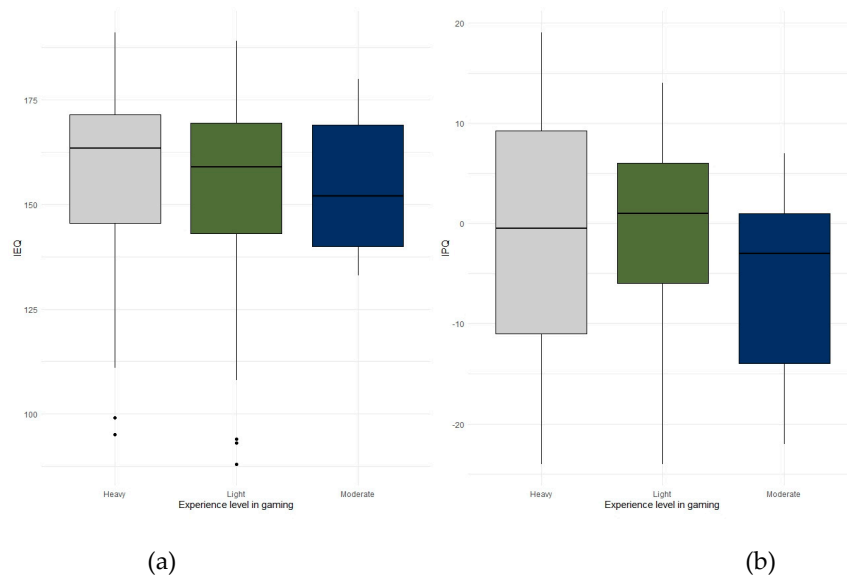 175
150
125
100
IEQ
Heavy
Light
Moderate
Experience level in gaming
(a)
20
10
0
-10
-20
IPQ
Heavy
Light
Moderate
Experience level in gaming
(b)